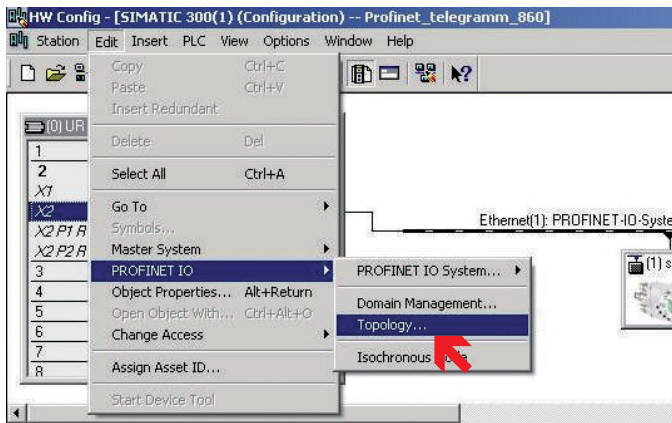 HW Config - [SIMATIC 300(1) (Configuration) -- Profinet_telegramm_860]
Station Edit Insert PLC View Options Window Help
Copy Ctrl+C
Paste Ctrl+V
Insert Redundant
Delete Del
Select All Ctrl+A
Go To
Symbols...
Master System
PROFINET IO
Object Properties... Alt+Return
Open Object With... Ctrl+Alt+O
Change Access
Assign Asset ID...
Start Device Tool
(0) UR
1
2
X1
X2
X2 P1 R
X2 P2 R
3
4
5
6
7
8
PROFINET IO System...
Domain Management...
Topology...
Isochronous
Ethernet(1): PROFINET-IO-Syste
(1) s